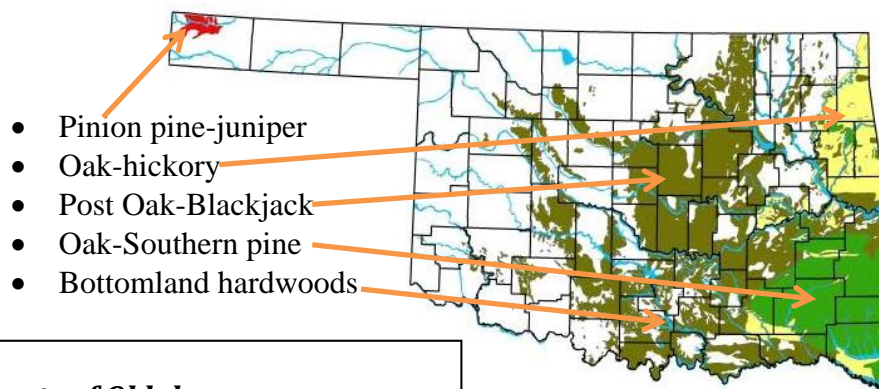 • Pinion pine-juniper
• Oak-hickory
• Post Oak-Blackjack
• Oak-Southern pine
• Bottomland hardwoods